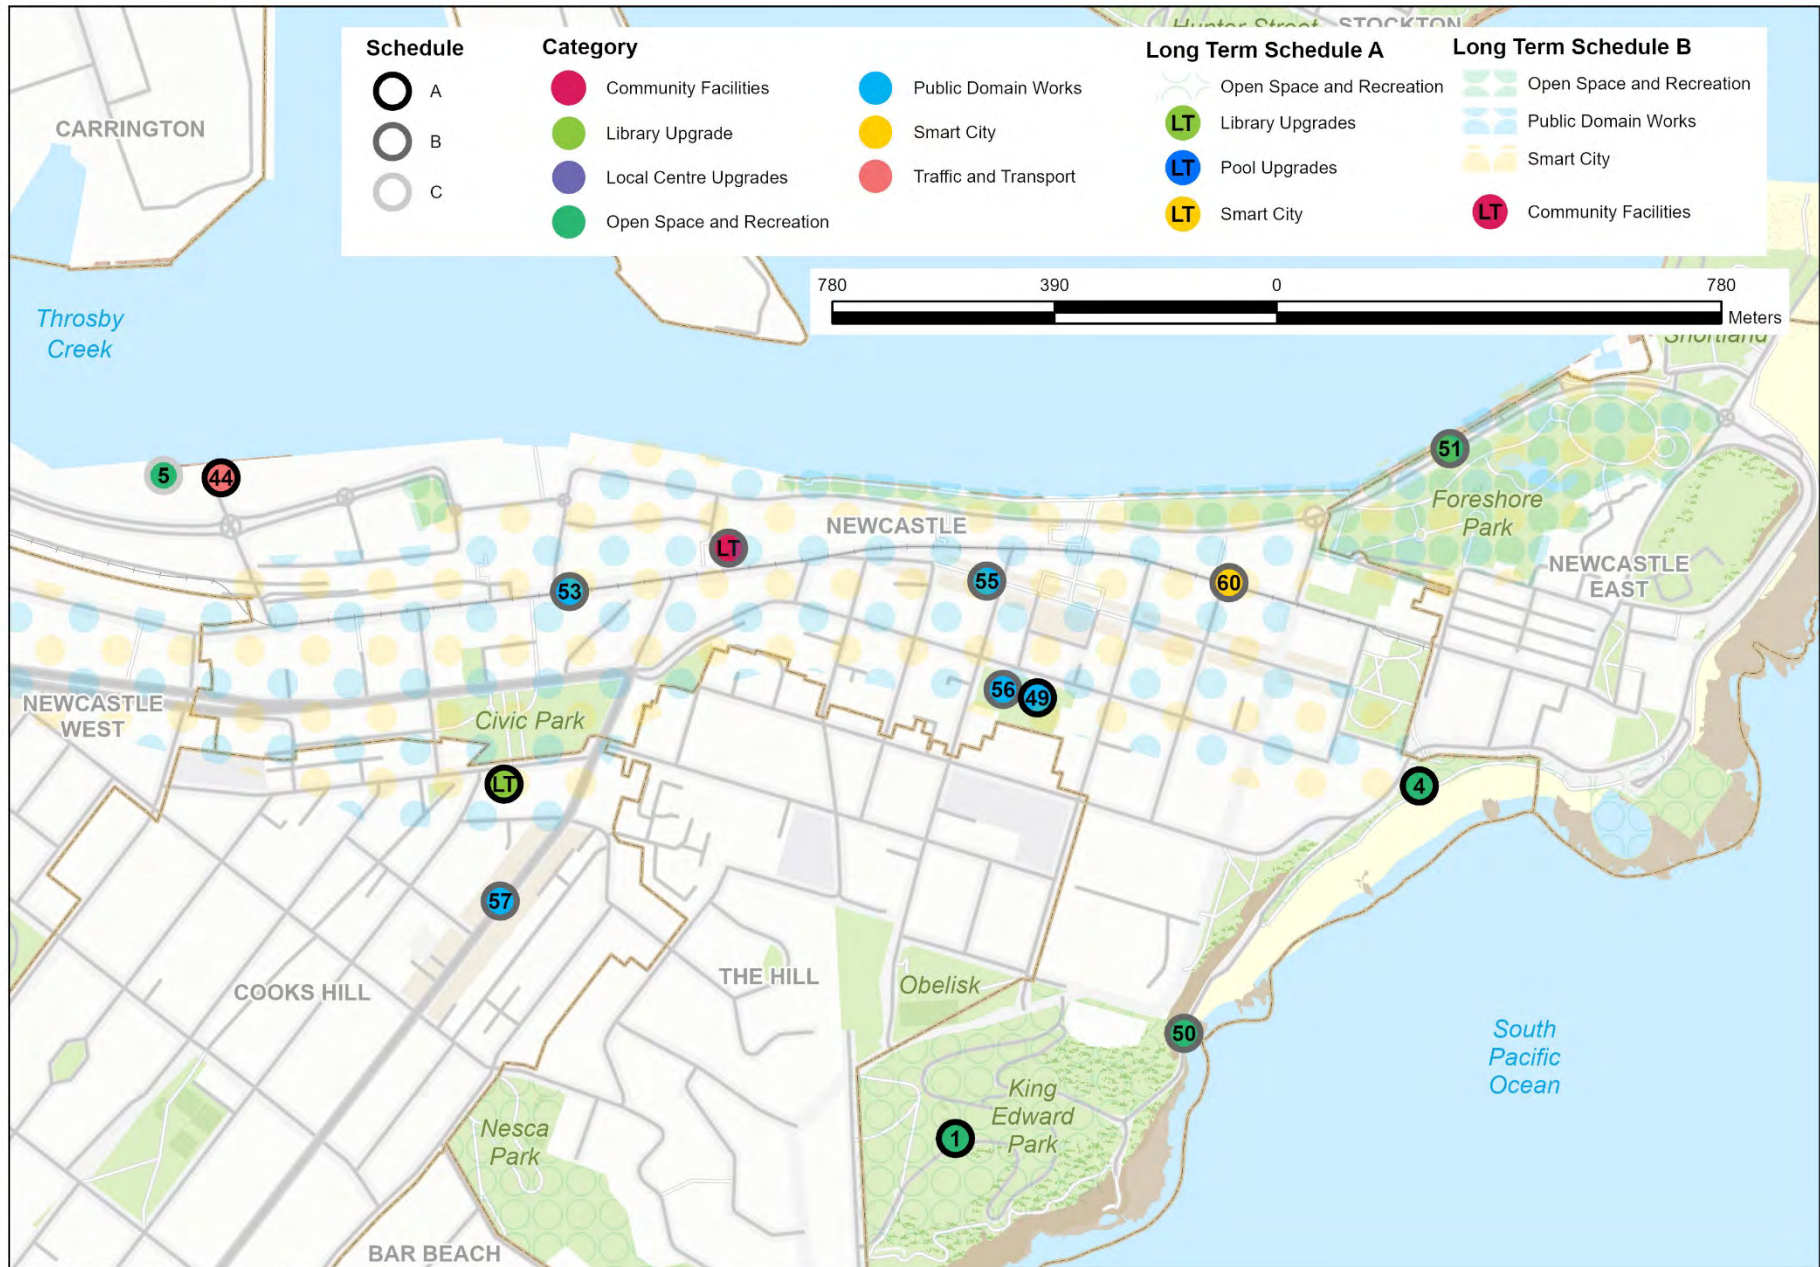 Hunter Street
STOCKTON
Schedule
A
B
C
Category
Community Facilities
Library Upgrade
Local Centre Upgrades
Open Space and Recreation
Public Domain Works
Smart City
Traffic and Transport
Long Term Schedule A
Open Space and Recreation
LT Library Upgrades
LT Pool Upgrades
LT Smart City
Long Term Schedule B
Open Space and Recreation
Public Domain Works
Smart City
LT Community Facilities
780 390 0 780
Meters
CARRINGTON
Throsby
Creek
Shortland
5
44
51
Foreshore
Park
NEWCASTLE
LT
53
55
60
NEWCASTLE
EAST
NEWCASTLE
WEST
Civic Park
56
49
LT
4
57
COOKS HILL
THE HILL
Obelisk
50
South
Pacific
Ocean
King
Edward
Park
1
Nesca
Park
BAR BEACH